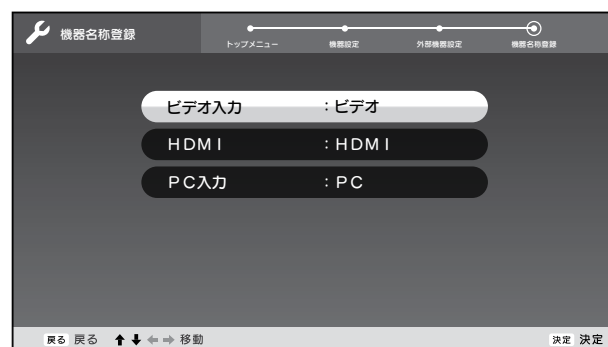 機器名称登録
トップメニュー 機器設定 外部機器設定 機器名称登録
ビデオ入力 :ビデオ
HDMI :HDMI
PC入力 :PC
戻る 戻る 移動 決定 決定